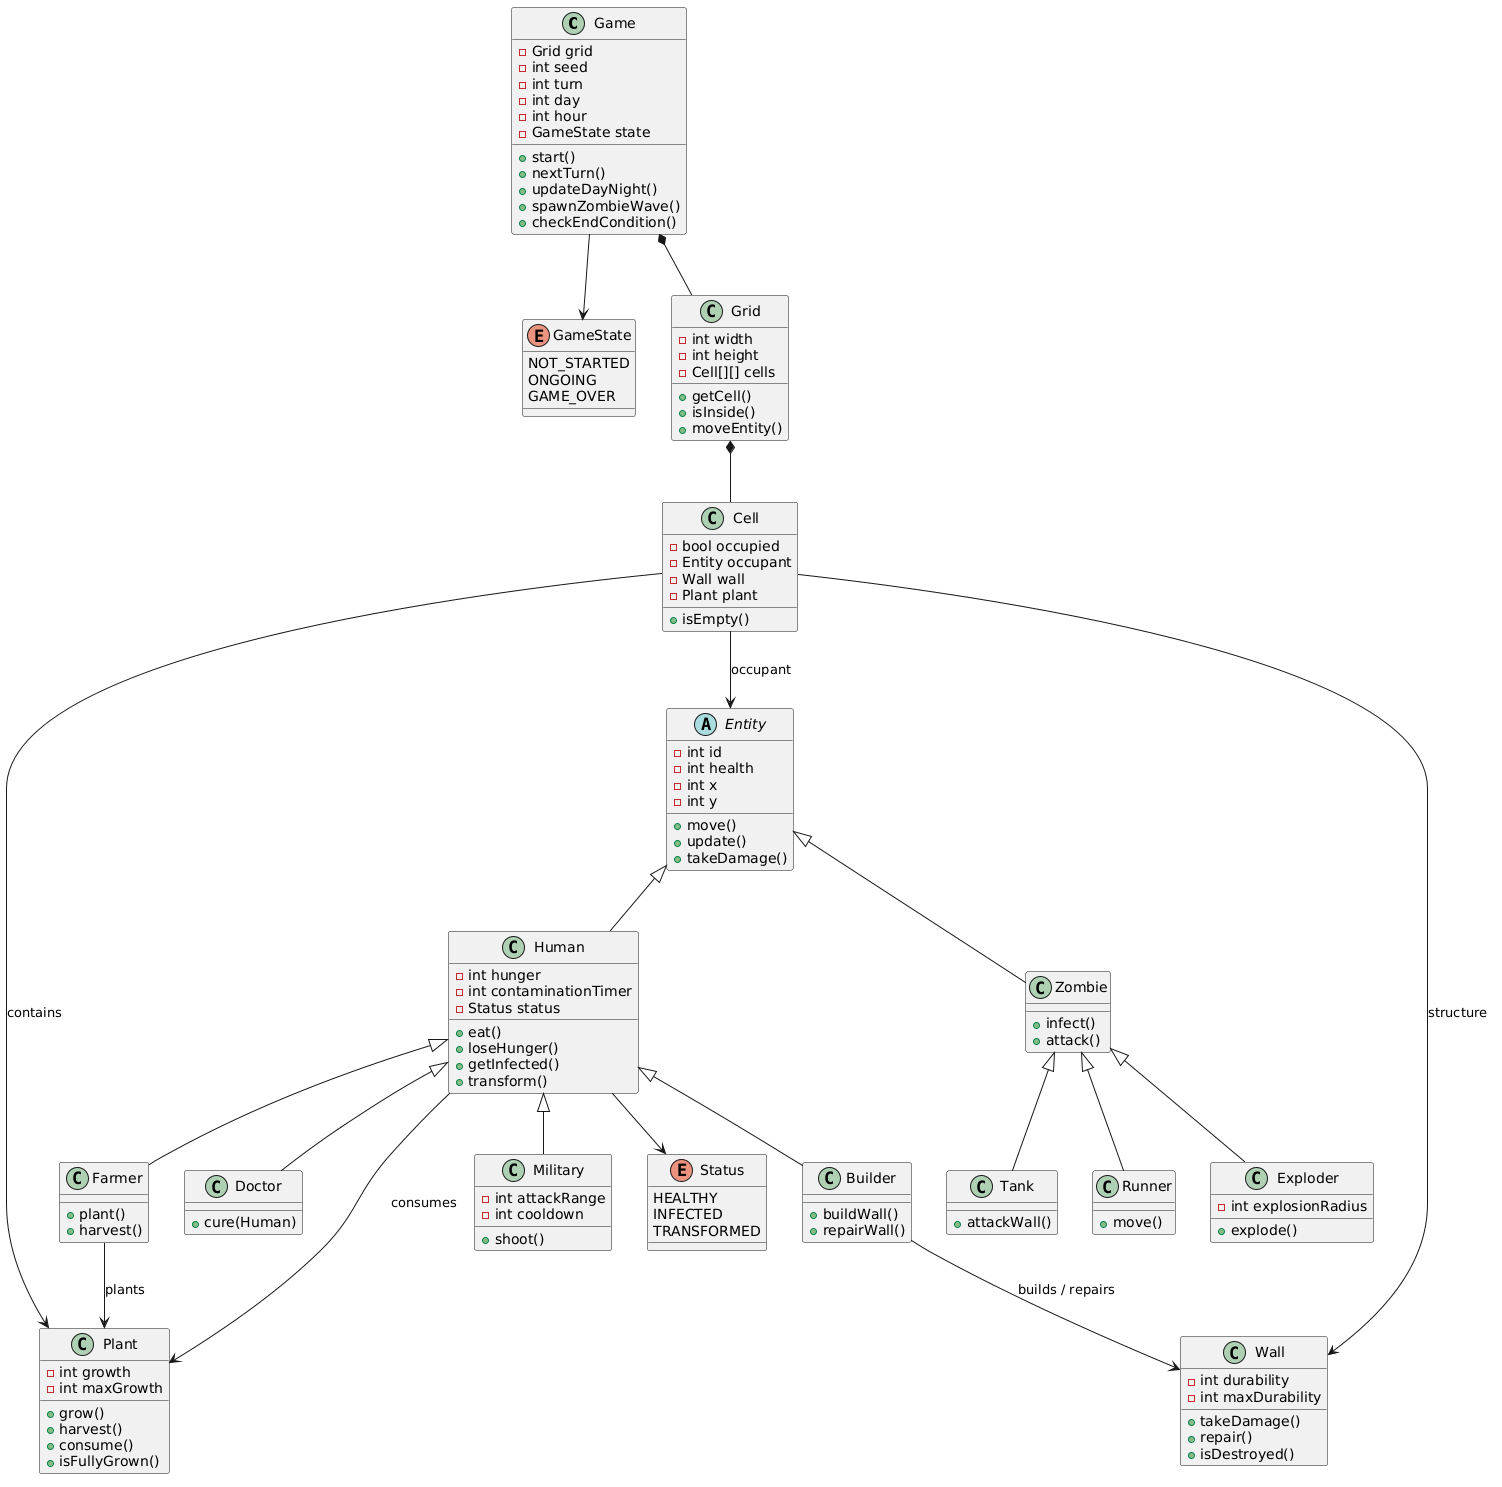 C Game
Grid grid
int seed
int turn
int day
int hour
GameState state
start()
nextTurn()
updateDayNight()
spawnZombieWave()
checkEndCondition()
E GameState
NOT_STARTED
ONGOING
GAME_OVER
C Grid
int width
int height
Cell[][] cells
getCell()
isInside()
moveEntity()
C Cell
bool occupied
Entity occupant
Wall wall
Plant plant
isEmpty()
occupant
A Entity
int id
int health
int x
int y
move()
update()
takeDamage()
C Human
int hunger
int contaminationTimer
Status status
eat()
loseHunger()
getInfected()
transform()
C Zombie
infect()
attack()
contains
structure
C Farmer
plant()
harvest()
C Doctor
cure(Human)
consumes
C Military
int attackRange
int cooldown
shoot()
E Status
HEALTHY
INFECTED
TRANSFORMED
C Builder
buildWall()
repairWall()
C Tank
attackWall()
C Runner
move()
C Exploder
int explosionRadius
explode()
plants
builds / repairs
C Plant
int growth
int maxGrowth
grow()
harvest()
consume()
isFullyGrown()
C Wall
int durability
int maxDurability
takeDamage()
repair()
isDestroyed()